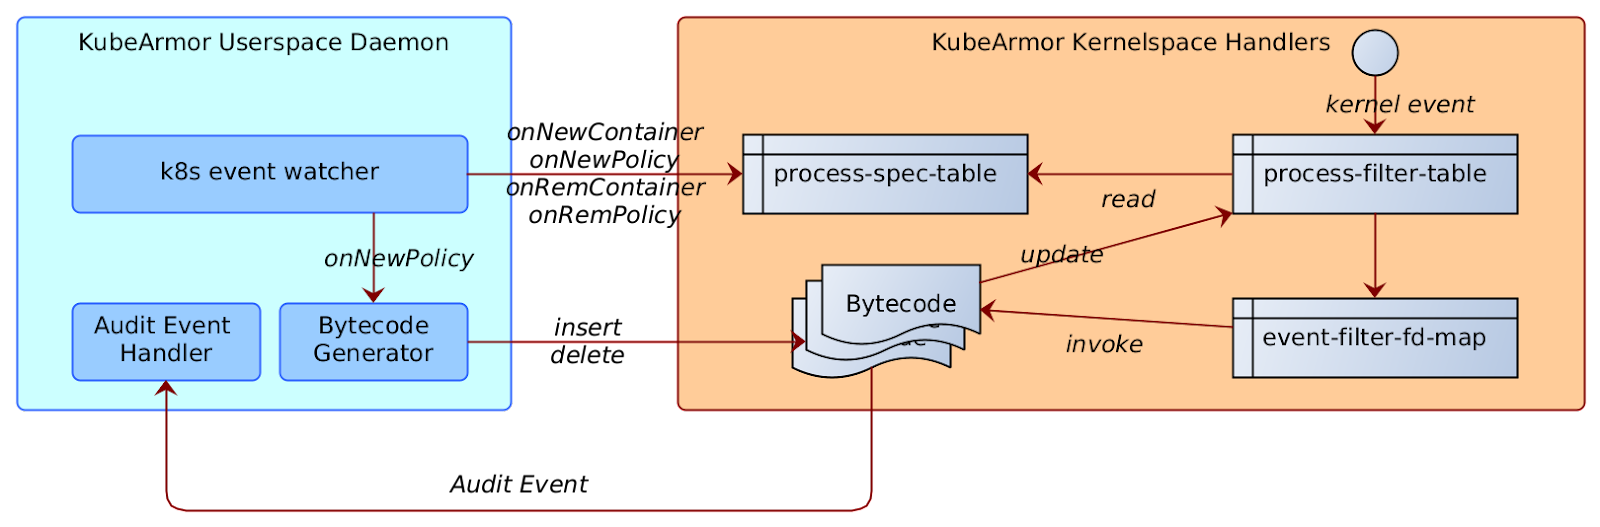 KubeArmor Userspace Daemon
k8s event watcher
onNewPolicy
Audit Event
Handler
Bytecode
Generator
onNewContainer
onNewPolicy
onRemContainer
onRemPolicy
insert
delete
Audit Event
KubeArmor Kernelspace Handlers
kernel event
process-spec-table
process-filter-table
read
update
Bytecode
invoke
event-filter-fd-map